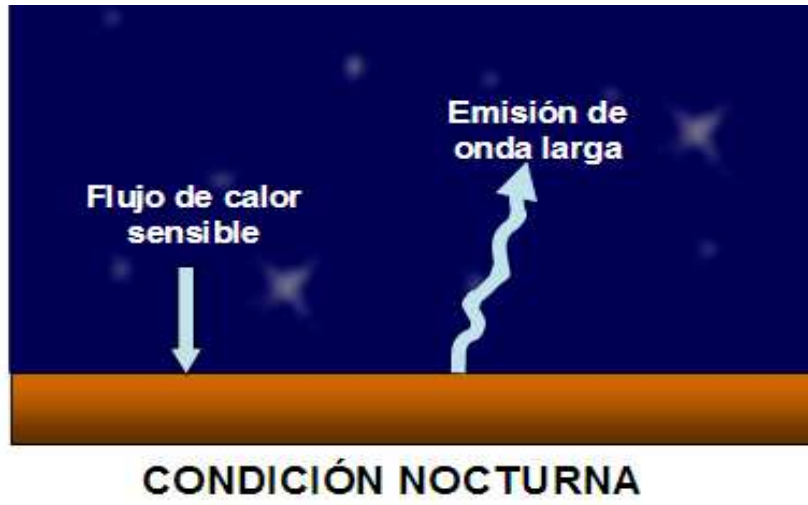 Emisión de
onda larga
Flujo de calor
sensible
CONDICIÓN NOCTURNA